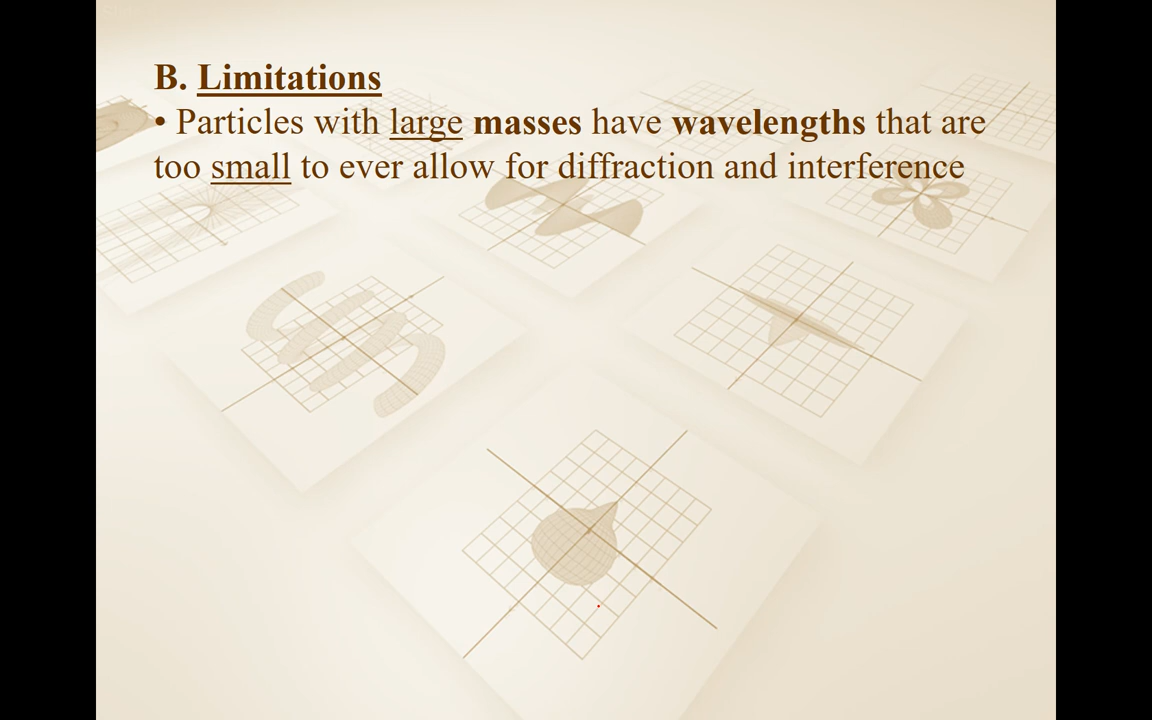 B. Limitations
• Particles with large masses have wavelengths that are
too small to ever allow for diffraction and interference